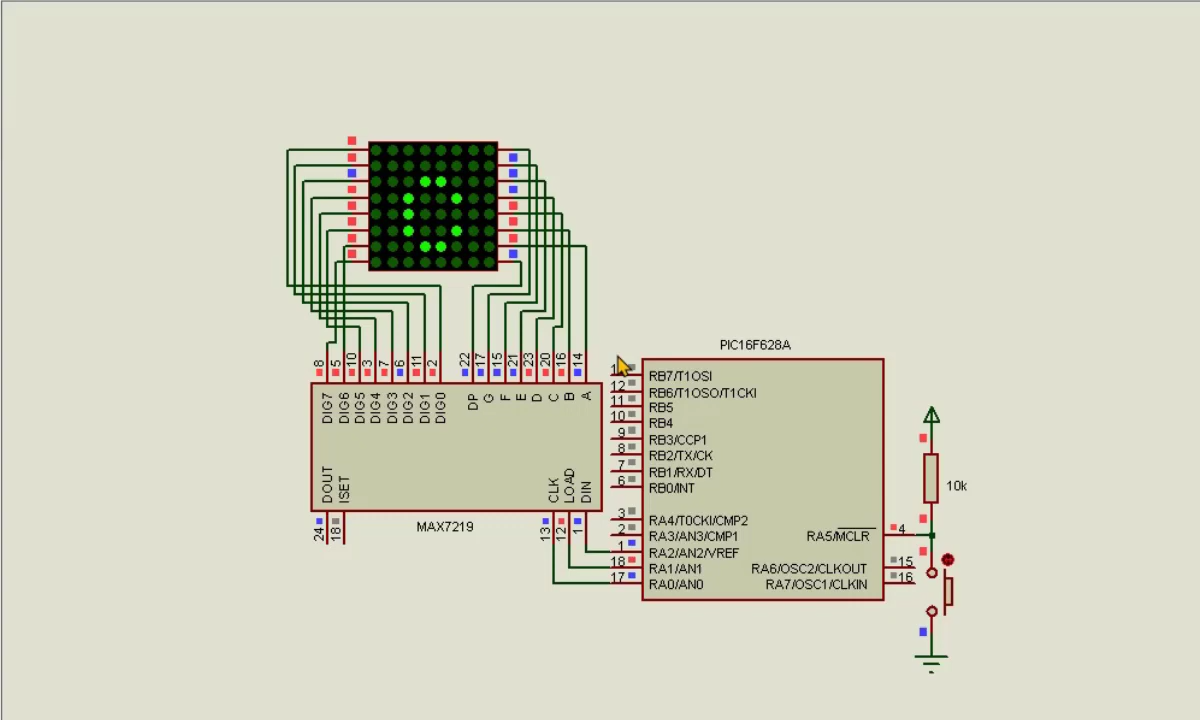 PIC16F628A
8 5 10 3 7 6 11 2 22 17 15 21 23 20 16 14
DIG7 DIG6 DIG5 DIG4 DIG3 DIG2 DIG1 DIG0 DP G F E D C B A
DOUT ISET CLK LOAD DIN
24 18 13 12 1
MAX7219
RB7/T1OSI
12 RB6/T1OSO/T1CKI
11 RB5
10 RB4
9 RB3/CCP1
8 RB2/TX/CK
7 RB1/RX/DT
6 RB0/INT
3 RA4/T0CKI/CMP2
2 RA3/AN3/CMP1
1 RA2/AN2/VREF
18 RA1/AN1
17 RA0/AN0
RA5/MCLR 4
RA6/OSC2/CLKOUT 15
RA7/OSC1/CLKIN 16
10k